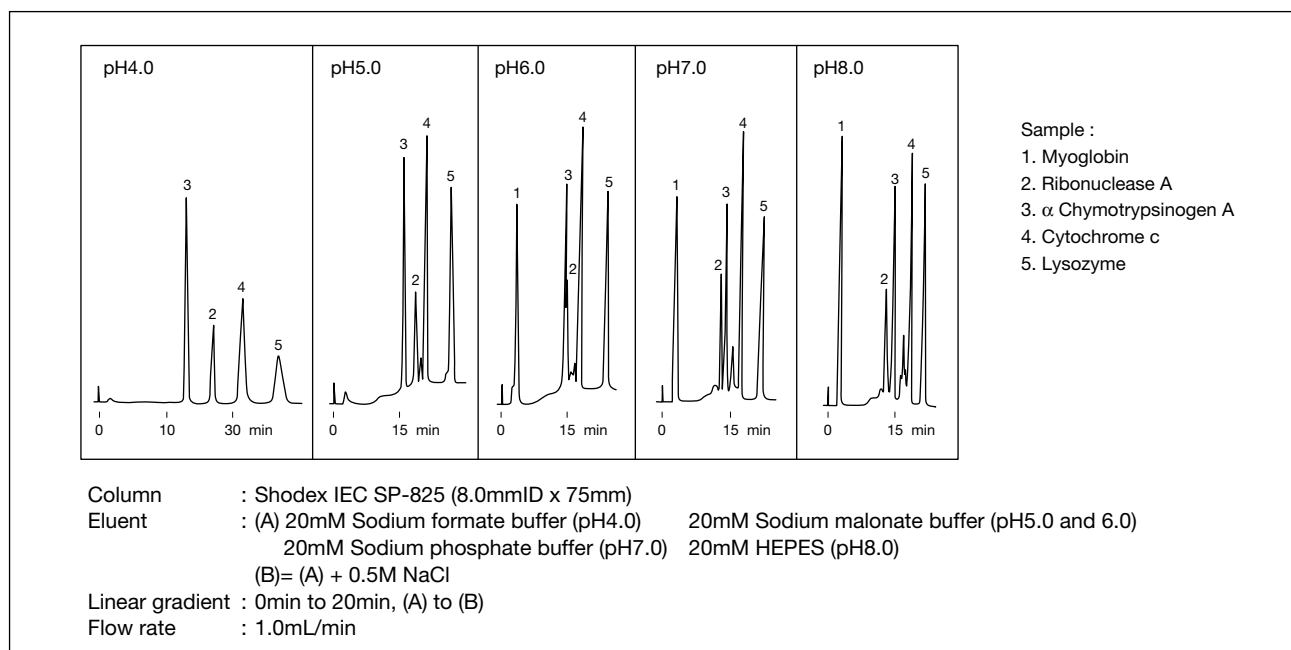 pH4.0
3
2
4
5
0 10 30 min
pH5.0
3
2
4
5
0 15 min
pH6.0
1
3
2
4
5
0 15 min
pH7.0
1
2
3
4
5
0 15 min
pH8.0
1
2
3
4
5
0 15 min
Sample :
1. Myoglobin
2. Ribonuclease A
3. α Chymotrypsinogen A
4. Cytochrome c
5. Lysozyme
Column : Shodex IEC SP-825 (8.0mmID x 75mm)
Eluent : (A) 20mM Sodium formate buffer (pH4.0) 20mM Sodium malonate buffer (pH5.0 and 6.0)
20mM Sodium phosphate buffer (pH7.0) 20mM HEPES (pH8.0)
(B)= (A) + 0.5M NaCl
Linear gradient : 0min to 20min, (A) to (B)
Flow rate : 1.0mL/min